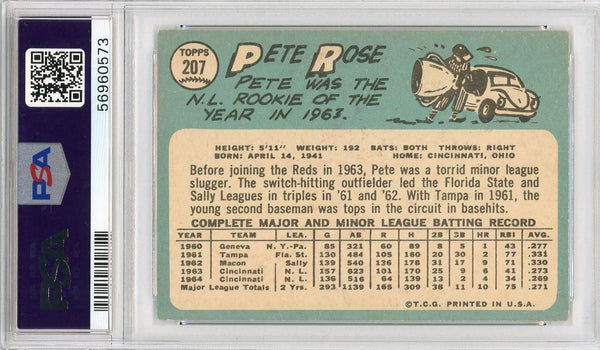 56960573
PSA
PSA
TOPPS
207
PETE ROSE
PETE WAS THE
N.L. ROOKIE OF THE
YEAR IN 1963.
HEIGHT: 5'11" WEIGHT: 192 BATS: BOTH THROWS: RIGHT
BORN: APRIL 14, 1941 HOME: CINCINNATI, OHIO
Before joining the Reds in 1963, Pete was a torrid minor league
slugger. The switch-hitting outfielder led the Florida State and
Sally Leagues in triples in '61 and '62. With Tampa in 1961, the
young second baseman was tops in the circuit in basehits.
COMPLETE MAJOR AND MINOR LEAGUE BATTING RECORD
YEAR TEAM LEA. G AB R H 2B 3B HR RBI AVG.
1960 Geneva N.Y.-Pa. 85 321 60 89 8 5 1 43 .277
1961 Tampa Fla. St. 130 484 105 160 20 30 2 77 .331
1962 Macon Sally 139 540 136 178 31 17 9 71 .330
1963 Cincinnati N. L. 157 623 101 170 25 9 6 41 .273
1964 Cincinnati N. L. 136 516 64 139 13 2 4 34 .269
Major League Totals 2 Yrs. 293 1139 165 309 38 11 10 75 .271
©T.C.G. PRINTED IN U.S.A.